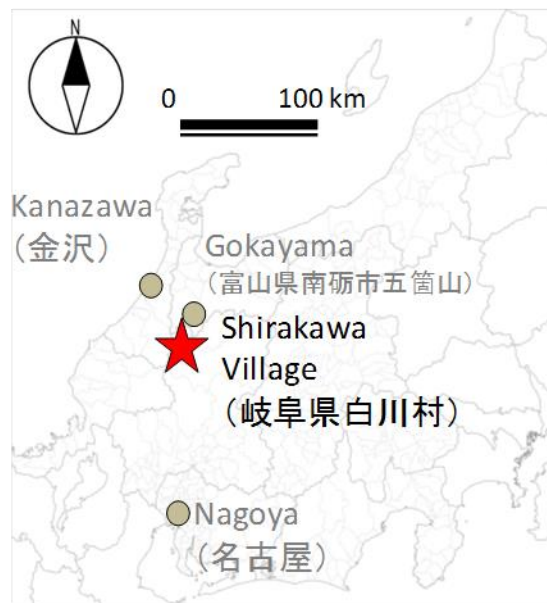 N
0 100 km
Kanazawa
（金沢）
Gokayama
（富山県南砺市五箇山）
Shirakawa
Village
（岐阜県白川村）
Nagoya
（名古屋）